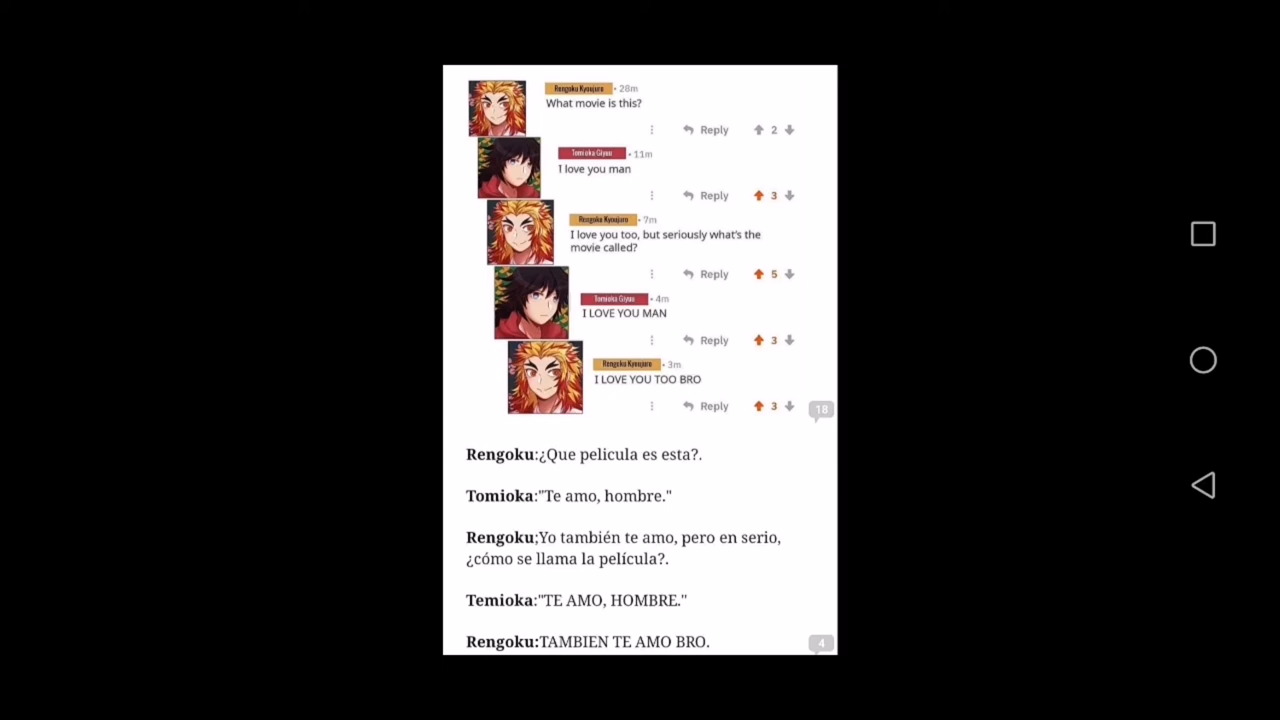 Rengoku Kyoujuro • 28m
What movie is this?
Reply 2
Tomioka Giyuu • 11m
I love you man
Reply 3
Rengoku Kyoujuro • 7m
I love you too, but seriously what's the
movie called?
Reply 5
Tomioka Giyuu • 4m
I LOVE YOU MAN
Reply 3
Rengoku Kyoujuro • 3m
I LOVE YOU TOO BRO
Reply 3
18
Rengoku:¿Que pelicula es esta?.
Tomioka:"Te amo, hombre."
Rengoku;Yo también te amo, pero en serio,
¿cómo se llama la película?.
Temioka:"TE AMO, HOMBRE."
Rengoku:TAMBIEN TE AMO BRO.
4